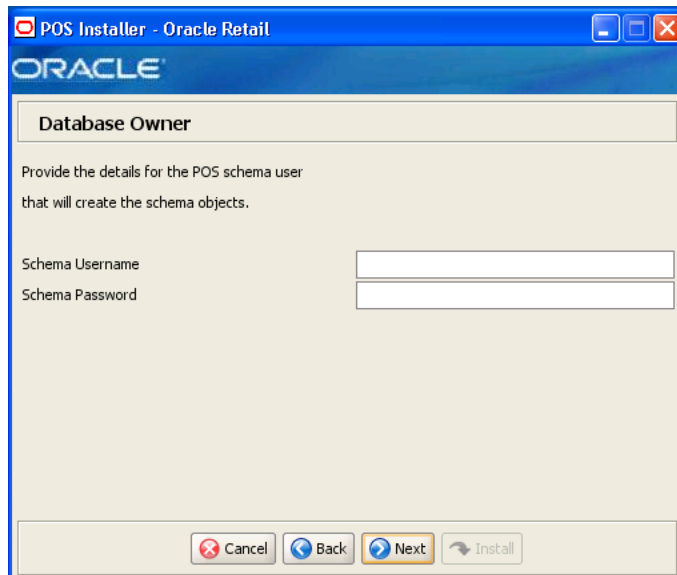 POS Installer - Oracle Retail
ORACLE
Database Owner
Provide the details for the POS schema user
that will create the schema objects.
Schema Username
Schema Password
Cancel Back Next Install